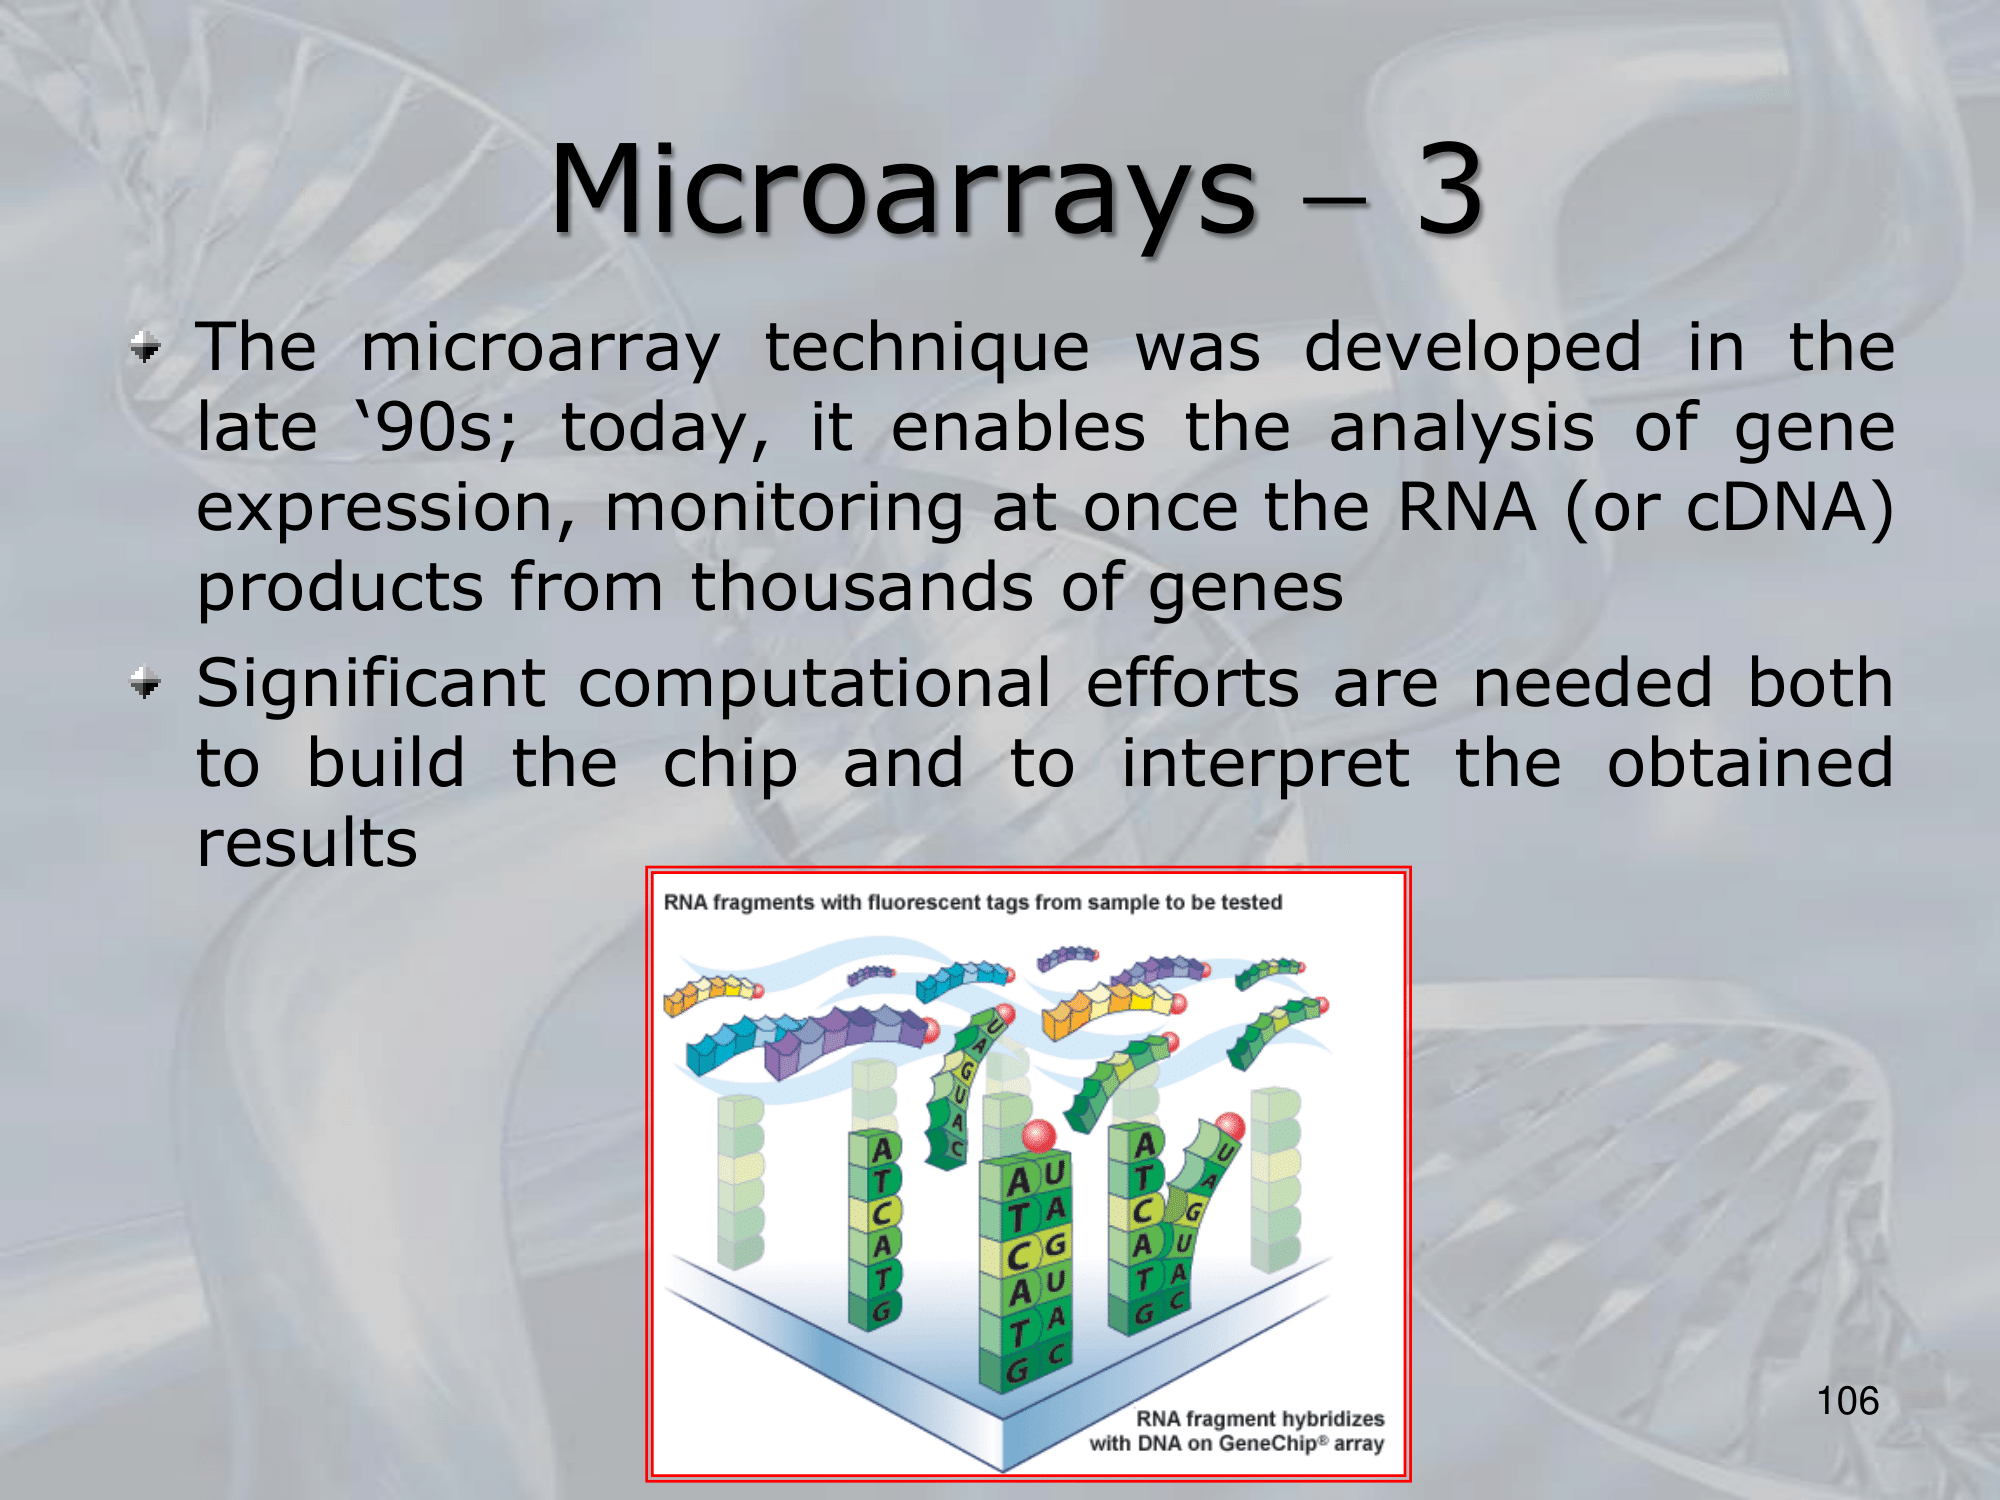 Microarrays – 3
The microarray technique was developed in the
late ‘90s; today, it enables the analysis of gene
expression, monitoring at once the RNA (or cDNA)
products from thousands of genes
Significant computational efforts are needed both
to build the chip and to interpret the obtained
results
RNA fragments with fluorescent tags from sample to be tested
U
A
G
U
A
C
A
T
C
A
T
G
A U
T A
C G
A U
T A
G C
A U
T A
C G
A U
T A
G C
RNA fragment hybridizes
with DNA on GeneChip® array
106